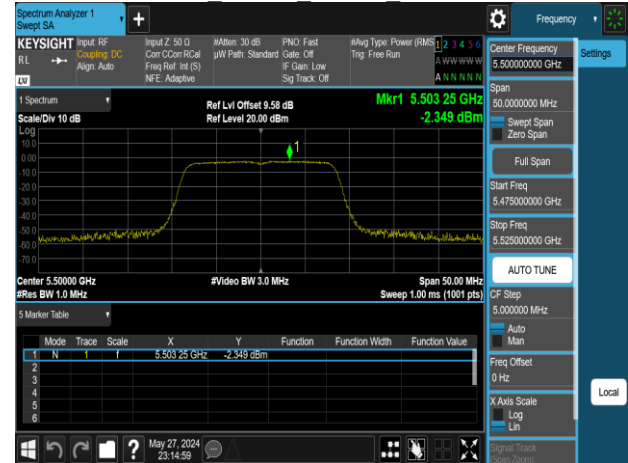 Spectrum Analyzer 1
Swept SA
+
Frequency
KEYSIGHT
RL
LXI
Input: RF
Coupling: DC
Align: Auto
Input Z: 50 Ω
Corr CCorr RCal
Freq Ref: Int (S)
NFE: Adaptive
#Atten: 30 dB
µW Path: Standard
PNO: Fast
Gate: Off
IF Gain: Low
Sig Track: Off
#Avg Type: Power (RMS
Trig: Free Run
1 2 3 4 5 6
A W W W W W
A N N N N N
Center Frequency
5.500000000 GHz
Settings
Span
50.0000000 MHz
Swept Span
Zero Span
Full Span
Start Freq
5.475000000 GHz
Stop Freq
5.525000000 GHz
AUTO TUNE
CF Step
5.000000 MHz
Auto
Man
Freq Offset
0 Hz
X Axis Scale
Log
Lin
Signal Track
(Span Zoom)
Local
1 Spectrum
Scale/Div 10 dB
Log
Ref Lvl Offset 9.58 dB
Ref Level 20.00 dBm
Mkr1 5.503 25 GHz
-2.349 dBm
10.0
0.00
-10.0
-20.0
-30.0
-40.0
-50.0
-60.0
-70.0
1
Center 5.50000 GHz
#Res BW 1.0 MHz
#Video BW 3.0 MHz
Span 50.00 MHz
Sweep 1.00 ms (1001 pts)
5 Marker Table
Mode Trace Scale X Y Function Function Width Function Value
1 N 1 f 5.503 25 GHz -2.349 dBm
2
3
4
5
6
?
May 27, 2024
23:14:59